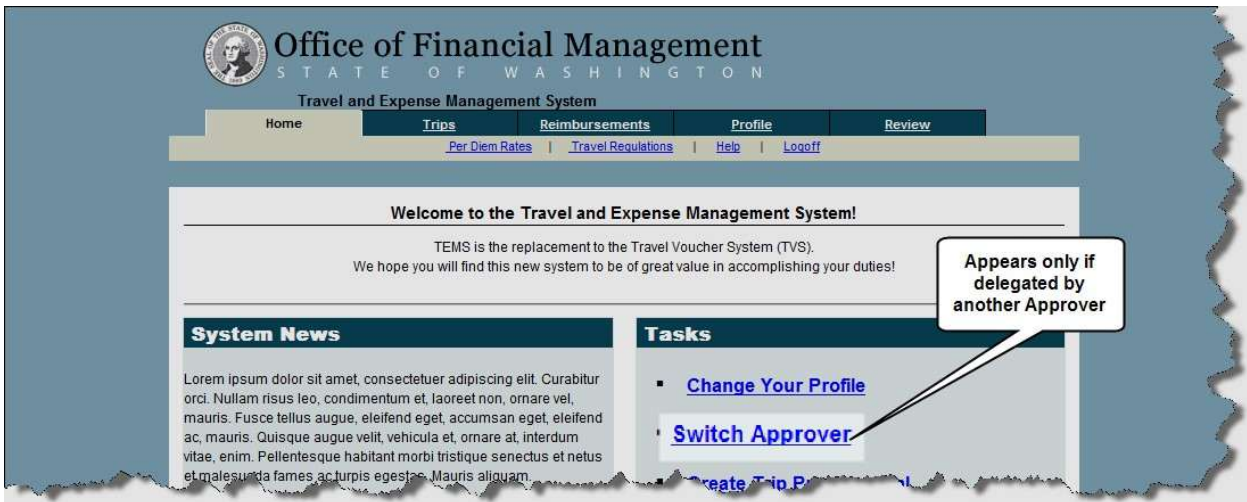 Office of Financial Management
STATE OF WASHINGTON
Travel and Expense Management System
Home Trips Reimbursements Profile Review
Per Diem Rates | Travel Regulations | Help | Logoff
Welcome to the Travel and Expense Management System!
TEMS is the replacement to the Travel Voucher System (TVS).
We hope you will find this new system to be of great value in accomplishing your duties!
Appears only if
delegated by
another Approver
System News
Lorem ipsum dolor sit amet, consectetuer adipiscing elit. Curabitur
orci. Nullam risus leo, condimentum et, laoreet non, ornare vel,
mauris. Fusce tellus augue, eleifend eget, accumsan eget, eleifend
ac, mauris. Quisque augue velit, vehicula et, ornare at, interdum
vitae, enim. Pellentesque habitant morbi tristique senectus et netus
et malesuada fames ac turpis egestas. Mauris aliquam.
Tasks
Change Your Profile
Switch Approver
Create Trip